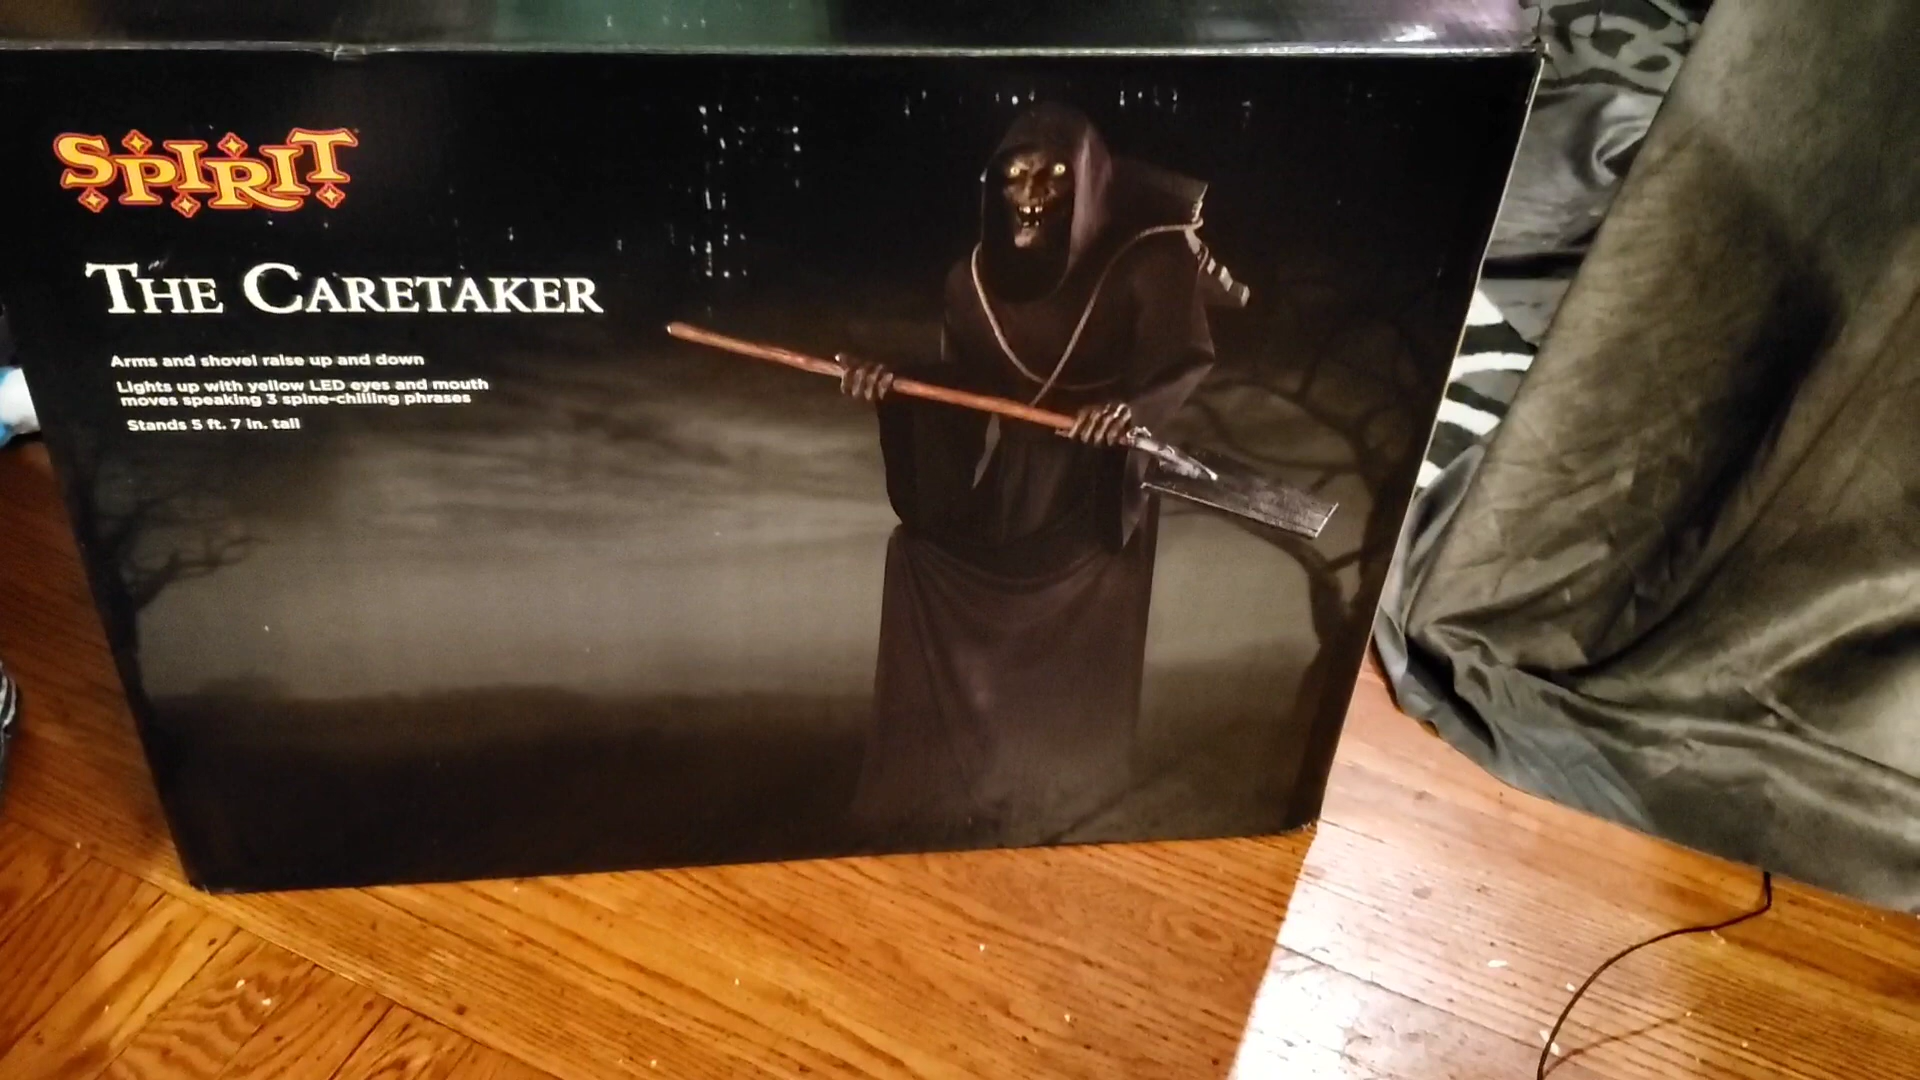 SPIRIT
THE CARETAKER
Arms and shovel raise up and down
Lights up with yellow LED eyes and mouth
moves speaking 3 spine-chilling phrases
Stands 5 ft. 7 in. tall